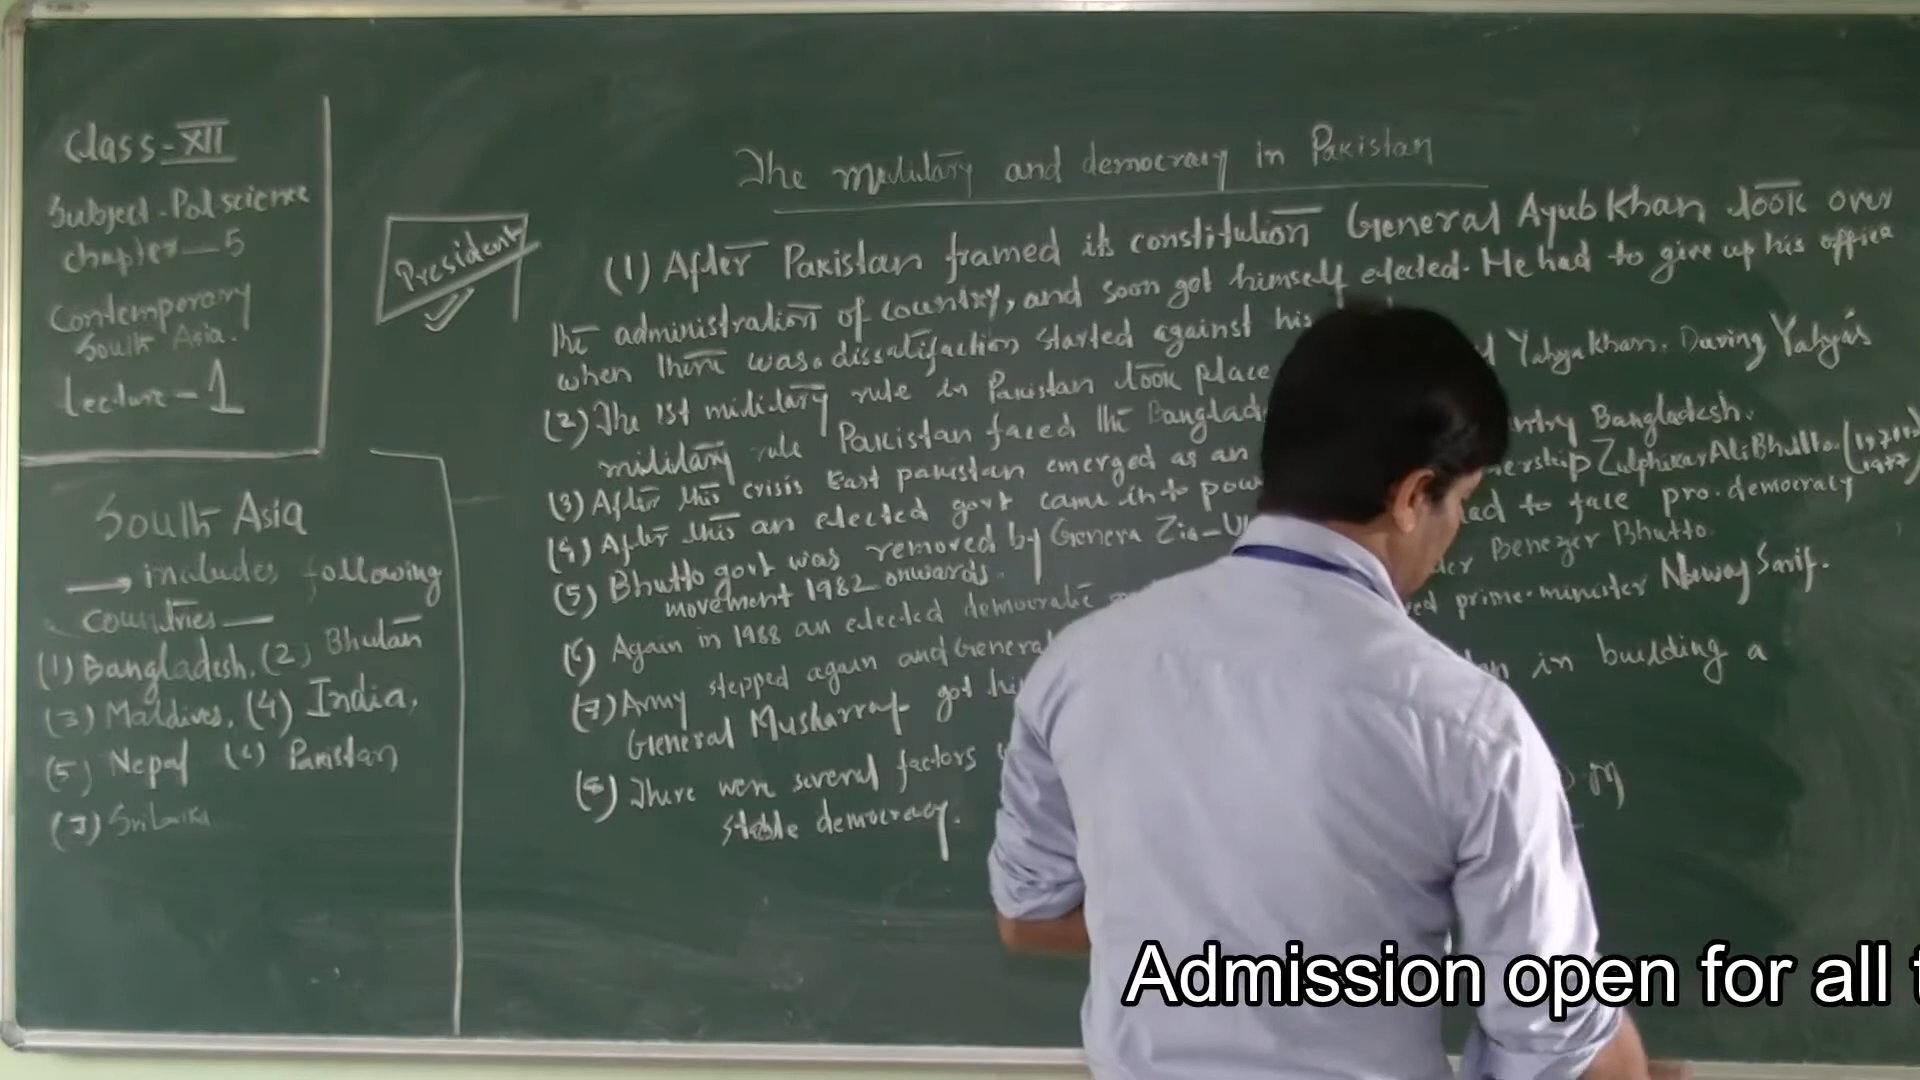 Class-XII
Subject-Pol science
chapter-5
Contemporary
South Asia.
Lecture-1
President
South Asia
includes following
countries
(1) Bangladesh, (2) Bhutan
(3) Maldives, (4) India,
(5) Nepal (6) Pakistan
(7) SriLanka
The military and democracy in Pakistan
(1) After Pakistan framed its constitution General Ayub Khan took over
the administration of country, and soon got himself elected. He had to give up his office
when there was a dissatifaction started against his
(2) The 1st military rule in Pakistan took place Yahya khan. During Yahya's
military rule Pakistan faced the
(3) After this crisis East pakistan emerged as an Bangladesh.
(4) After this an elected govt came into Zulphikar Ali Bhutto
(5) Bhutto govt was removed by Genera to face pro-democracy
movement 1982 onwards. Benezer Bhutto.
(6) Again in 1988 an elected democratic prime-minister Sarif.
(7) Army stepped again and
General Musharraf got in building a
(8) There were several factors
stable democracy.
Admission open for all